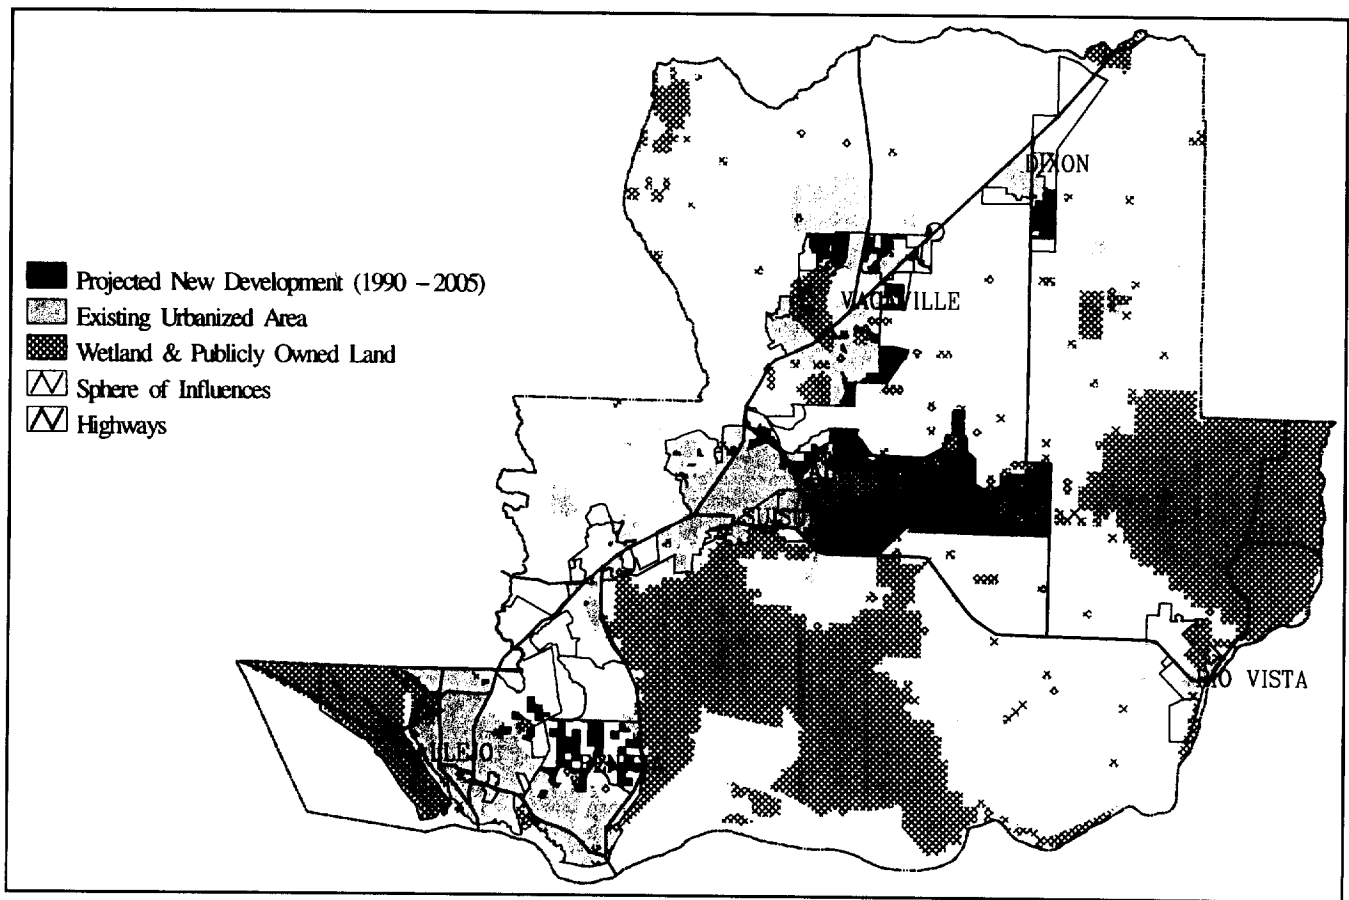 Projected New Development (1990 – 2005)
Existing Urbanized Area
Wetland & Publicly Owned Land
Sphere of Influences
Highways
DIXON
VACAVILLE
RIO VISTA